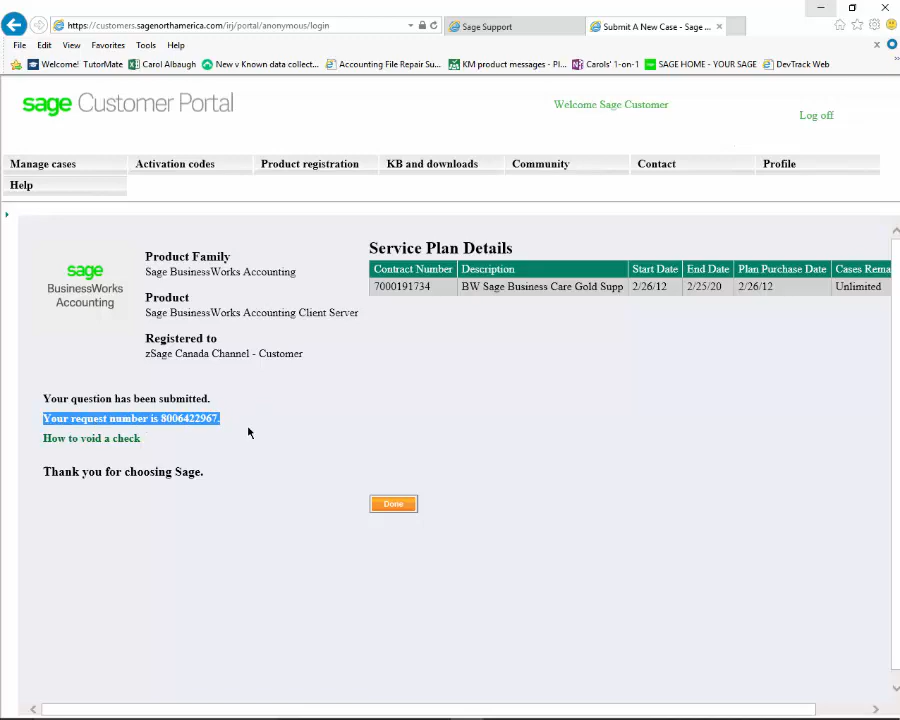 https://customers.sagenorthamerica.com/irj/portal/anonymous/login
Sage Support
Submit A New Case - Sage ...
File Edit View Favorites Tools Help
Welcome! TutorMate Carol Albaugh New v Known data collect... Accounting File Repair Su... KM product messages - Pl... Carols' 1-on-1 SAGE HOME - YOUR SAGE DevTrack Web
sage Customer Portal
Welcome Sage Customer
Log off
Manage cases Activation codes Product registration KB and downloads Community Contact Profile
Help
sage
BusinessWorks
Accounting
Product Family
Sage BusinessWorks Accounting
Product
Sage BusinessWorks Accounting Client Server
Registered to
zSage Canada Channel - Customer
Service Plan Details
Contract Number Description Start Date End Date Plan Purchase Date Cases Rema
7000191734 BW Sage Business Care Gold Supp 2/26/12 2/25/20 2/26/12 Unlimited
Your question has been submitted.
Your request number is 8006422967.
How to void a check
Thank you for choosing Sage.
Done